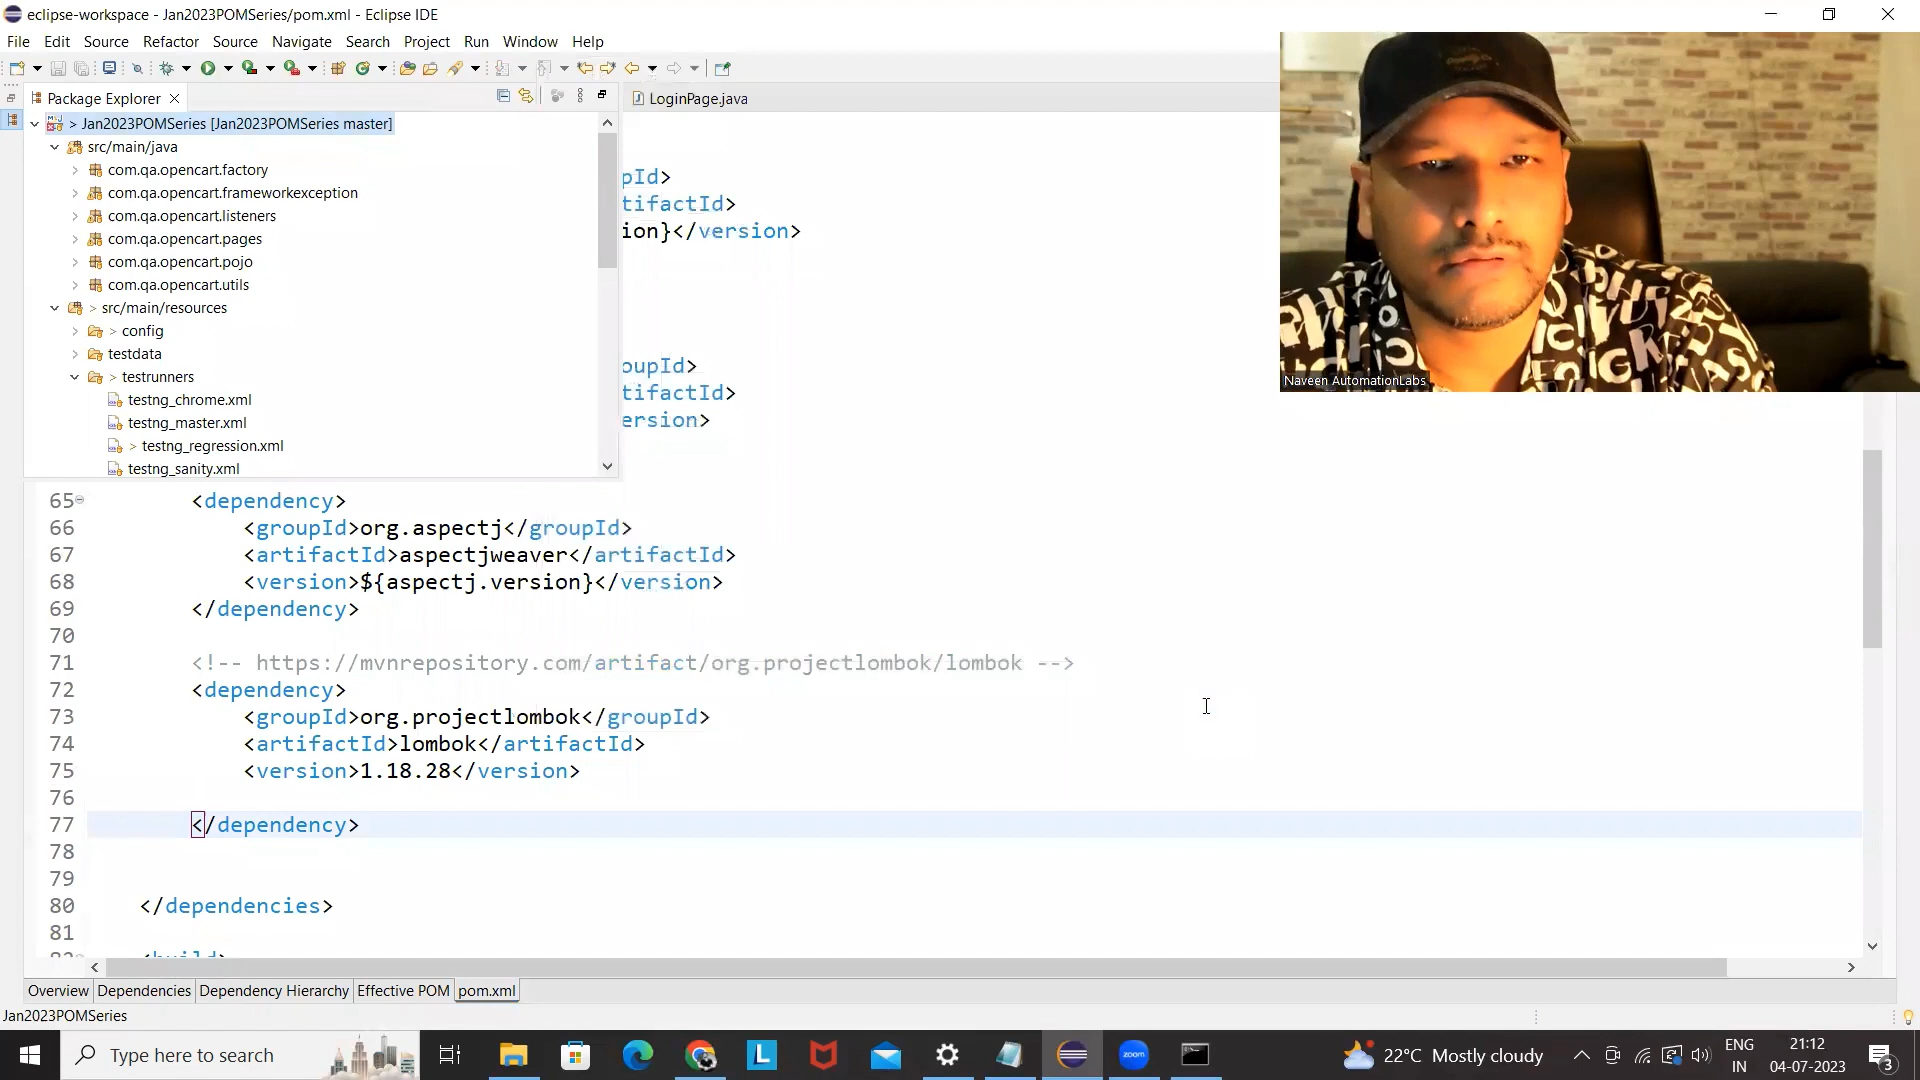 eclipse-workspace - Jan2023POMSeries/pom.xml - Eclipse IDE
File Edit Source Refactor Source Navigate Search Project Run Window Help
Package Explorer
LoginPage.java
> Jan2023POMSeries [Jan2023POMSeries master]
src/main/java
com.qa.opencart.factory
com.qa.opencart.frameworkexception
com.qa.opencart.listeners
com.qa.opencart.pages
com.qa.opencart.pojo
com.qa.opencart.utils
> src/main/resources
> config
testdata
> testrunners
testng_chrome.xml
testng_master.xml
> testng_regression.xml
testng_sanity.xml
pId>
tifactId>
ion}</version>
oupId>
tifactId>
ersion>
Naveen AutomationLabs
65 <dependency>
66 <groupId>org.aspectj</groupId>
67 <artifactId>aspectjweaver</artifactId>
68 <version>${aspectj.version}</version>
69 </dependency>
70
71 <!-- https://mvnrepository.com/artifact/org.projectlombok/lombok -->
72 <dependency>
73 <groupId>org.projectlombok</groupId>
74 <artifactId>lombok</artifactId>
75 <version>1.18.28</version>
76
77 </dependency>
78
79
80 </dependencies>
81
Overview Dependencies Dependency Hierarchy Effective POM pom.xml
Jan2023POMSeries
Type here to search
L
zoom
22°C Mostly cloudy
ENG
IN
21:12
04-07-2023
3